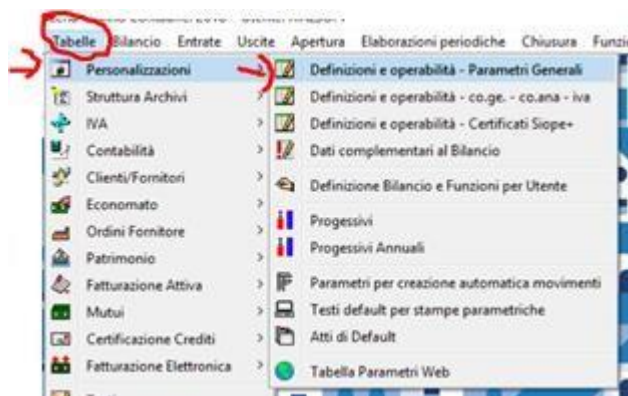 Tabelle Bilancio Entrate Uscite Apertura Elaborazioni periodiche Chiusura Funzi
Personalizzazioni
Struttura Archivi
IVA
Contabilità
Clienti/Fornitori
Economato
Ordini Fornitore
Patrimonio
Fatturazione Attiva
Mutui
Certificazione Crediti
Fatturazione Elettronica
Definizioni e operabilità - Parametri Generali
Definizioni e operabilità - co.ge. - co.ana - iva
Definizioni e operabilità - Certificati Siope+
Dati complementari al Bilancio
Definizione Bilancio e Funzioni per Utente
Progessivi
Progessivi Annuali
Parametri per creazione automatica movimenti
Testi default per stampe parametriche
Atti di Default
Tabella Parametri Web